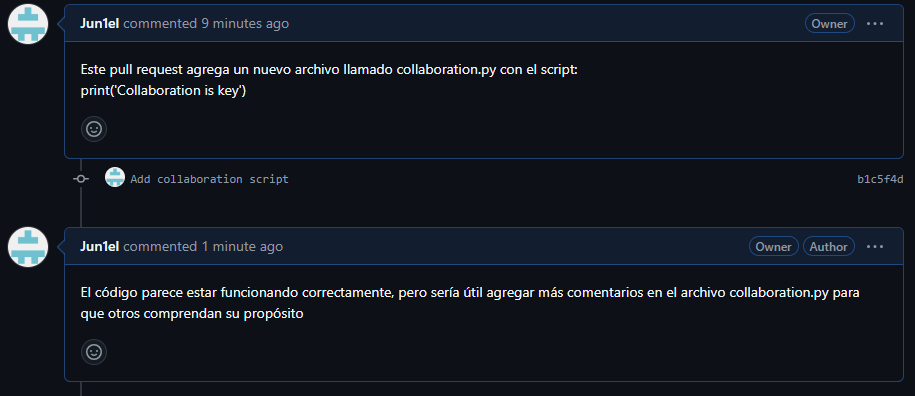 Jun1el commented 9 minutes ago Owner
Este pull request agrega un nuevo archivo llamado collaboration.py con el script:
print('Collaboration is key')
Add collaboration script b1c5f4d
Jun1el commented 1 minute ago Owner Author
El código parece estar funcionando correctamente, pero sería útil agregar más comentarios en el archivo collaboration.py para
que otros comprendan su propósito